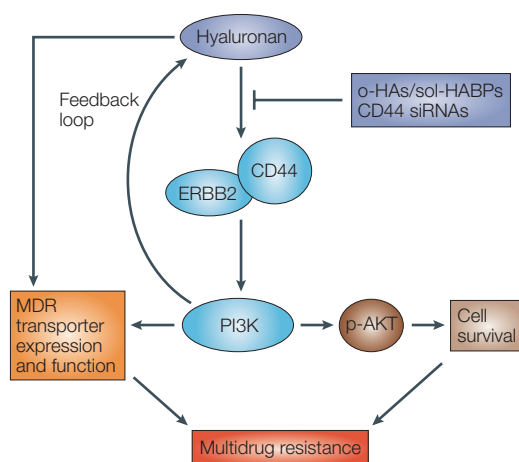 Hyaluronan
Feedback
loop
o-HAs/sol-HABPs
CD44 siRNAs
CD44
ERBB2
MDR
transporter
expression
and function
PI3K
p-AKT
Cell
survival
Multidrug resistance